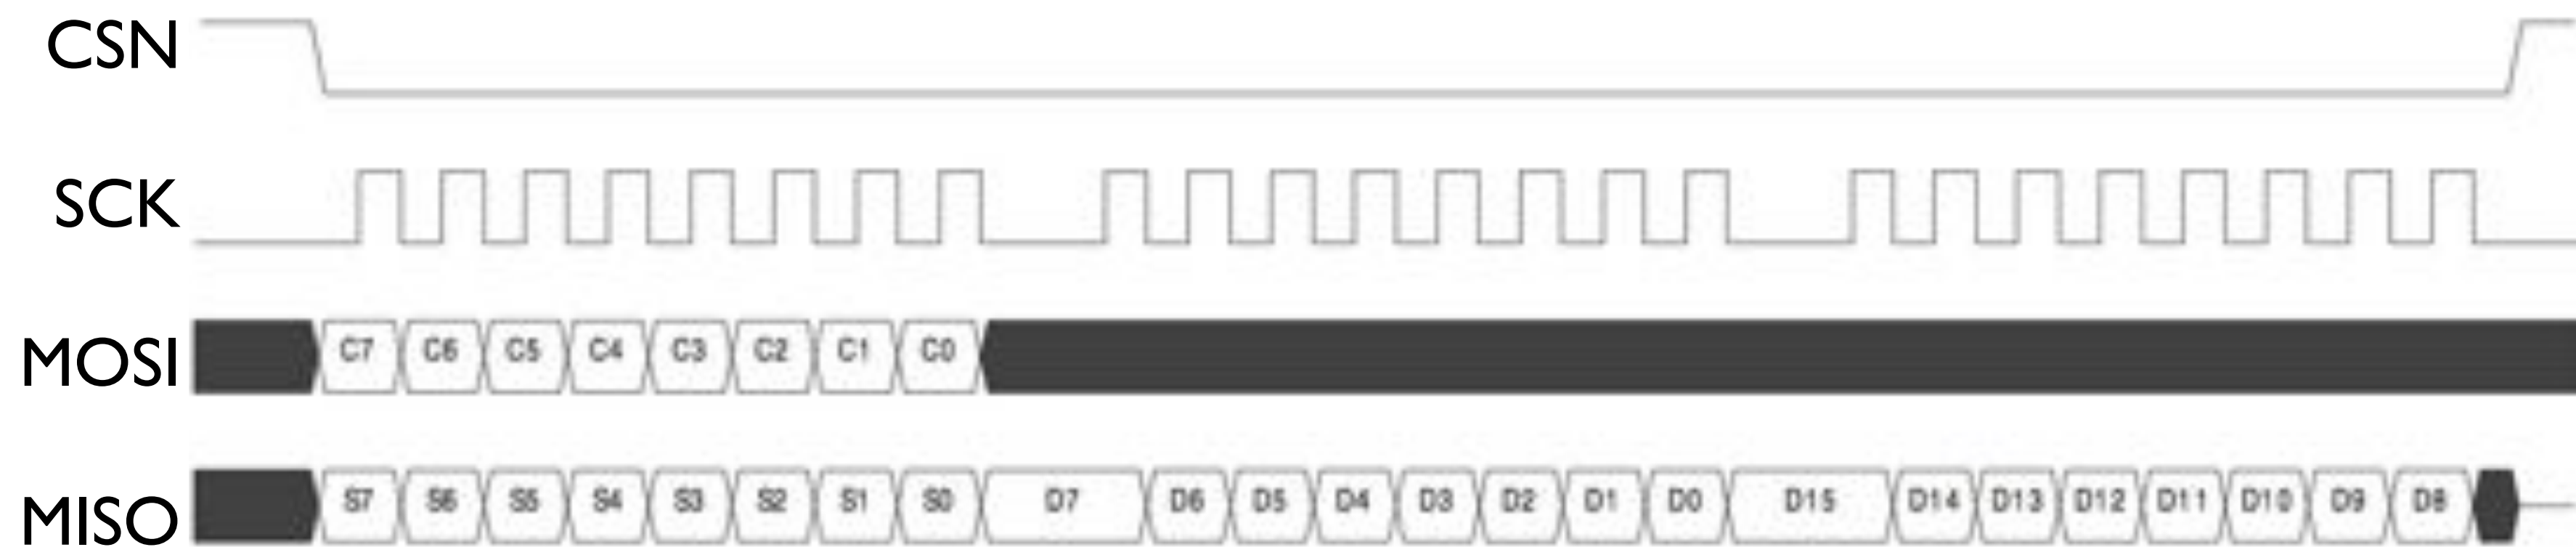 CSN
SCK
MOSI C7 C6 C5 C4 C3 C2 C1 C0
MISO S7 S6 S5 S4 S3 S2 S1 S0 D7 D6 D5 D4 D3 D2 D1 D0 D15 D14 D13 D12 D11 D10 D9 D8